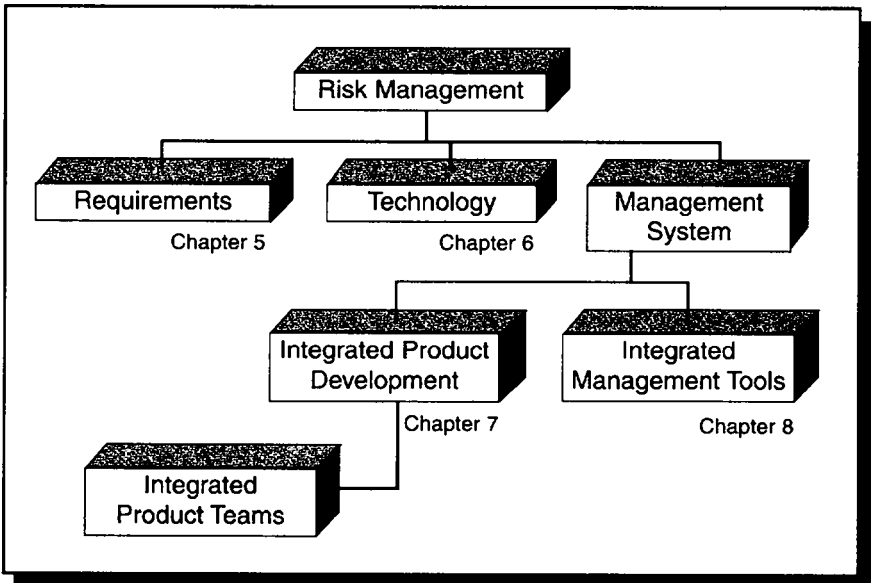 Risk Management
Requirements
Chapter 5
Technology
Chapter 6
Management
System
Integrated Product
Development
Chapter 7
Integrated
Management Tools
Chapter 8
Integrated
Product Teams